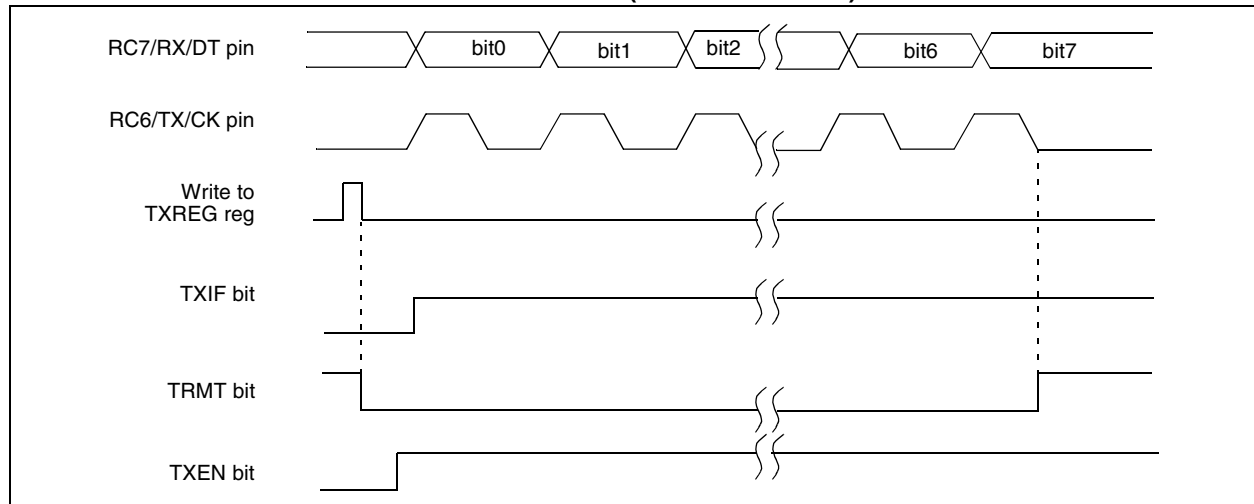 RC7/RX/DT pin
bit0
bit1
bit2
bit6
bit7
RC6/TX/CK pin
Write to
TXREG reg
TXIF bit
TRMT bit
TXEN bit